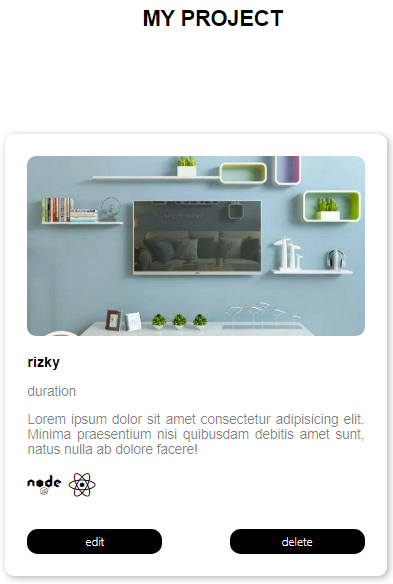 MY PROJECT
rizky
duration
Lorem ipsum dolor sit amet consectetur adipisicing elit.
Minima praesentium nisi quibusdam debitis amet sunt,
natus nulla ab dolore facere!
node
edit
delete